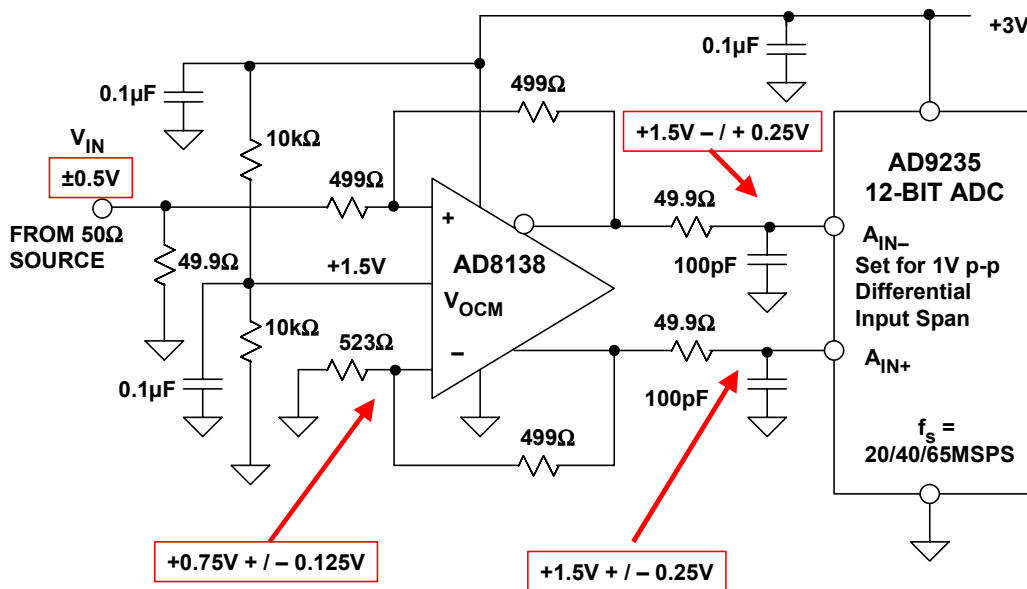 +3V
0.1µF
0.1µF
499Ω
10kΩ
+1.5V – / + 0.25V
V_IN
±0.5V
499Ω
49.9Ω
AD9235
12-BIT ADC
+
FROM 50Ω
SOURCE
49.9Ω
+1.5V
AD8138
V_OCM
100pF
A_IN–
Set for 1V p-p
Differential
Input Span
10kΩ
523Ω
–
49.9Ω
A_IN+
0.1µF
100pF
499Ω
f_s =
20/40/65MSPS
+0.75V + / – 0.125V
+1.5V + / – 0.25V